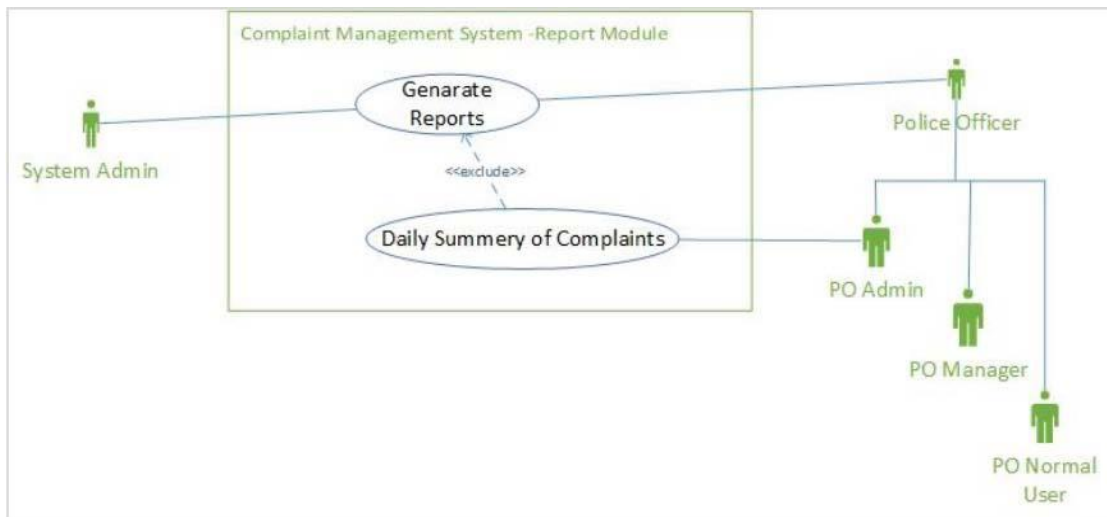 Complaint Management System -Report Module
Genarate
Reports
Police Officer
System Admin
<<exclude>>
Daily Summery of Complaints
PO Admin
PO Manager
PO Normal
User